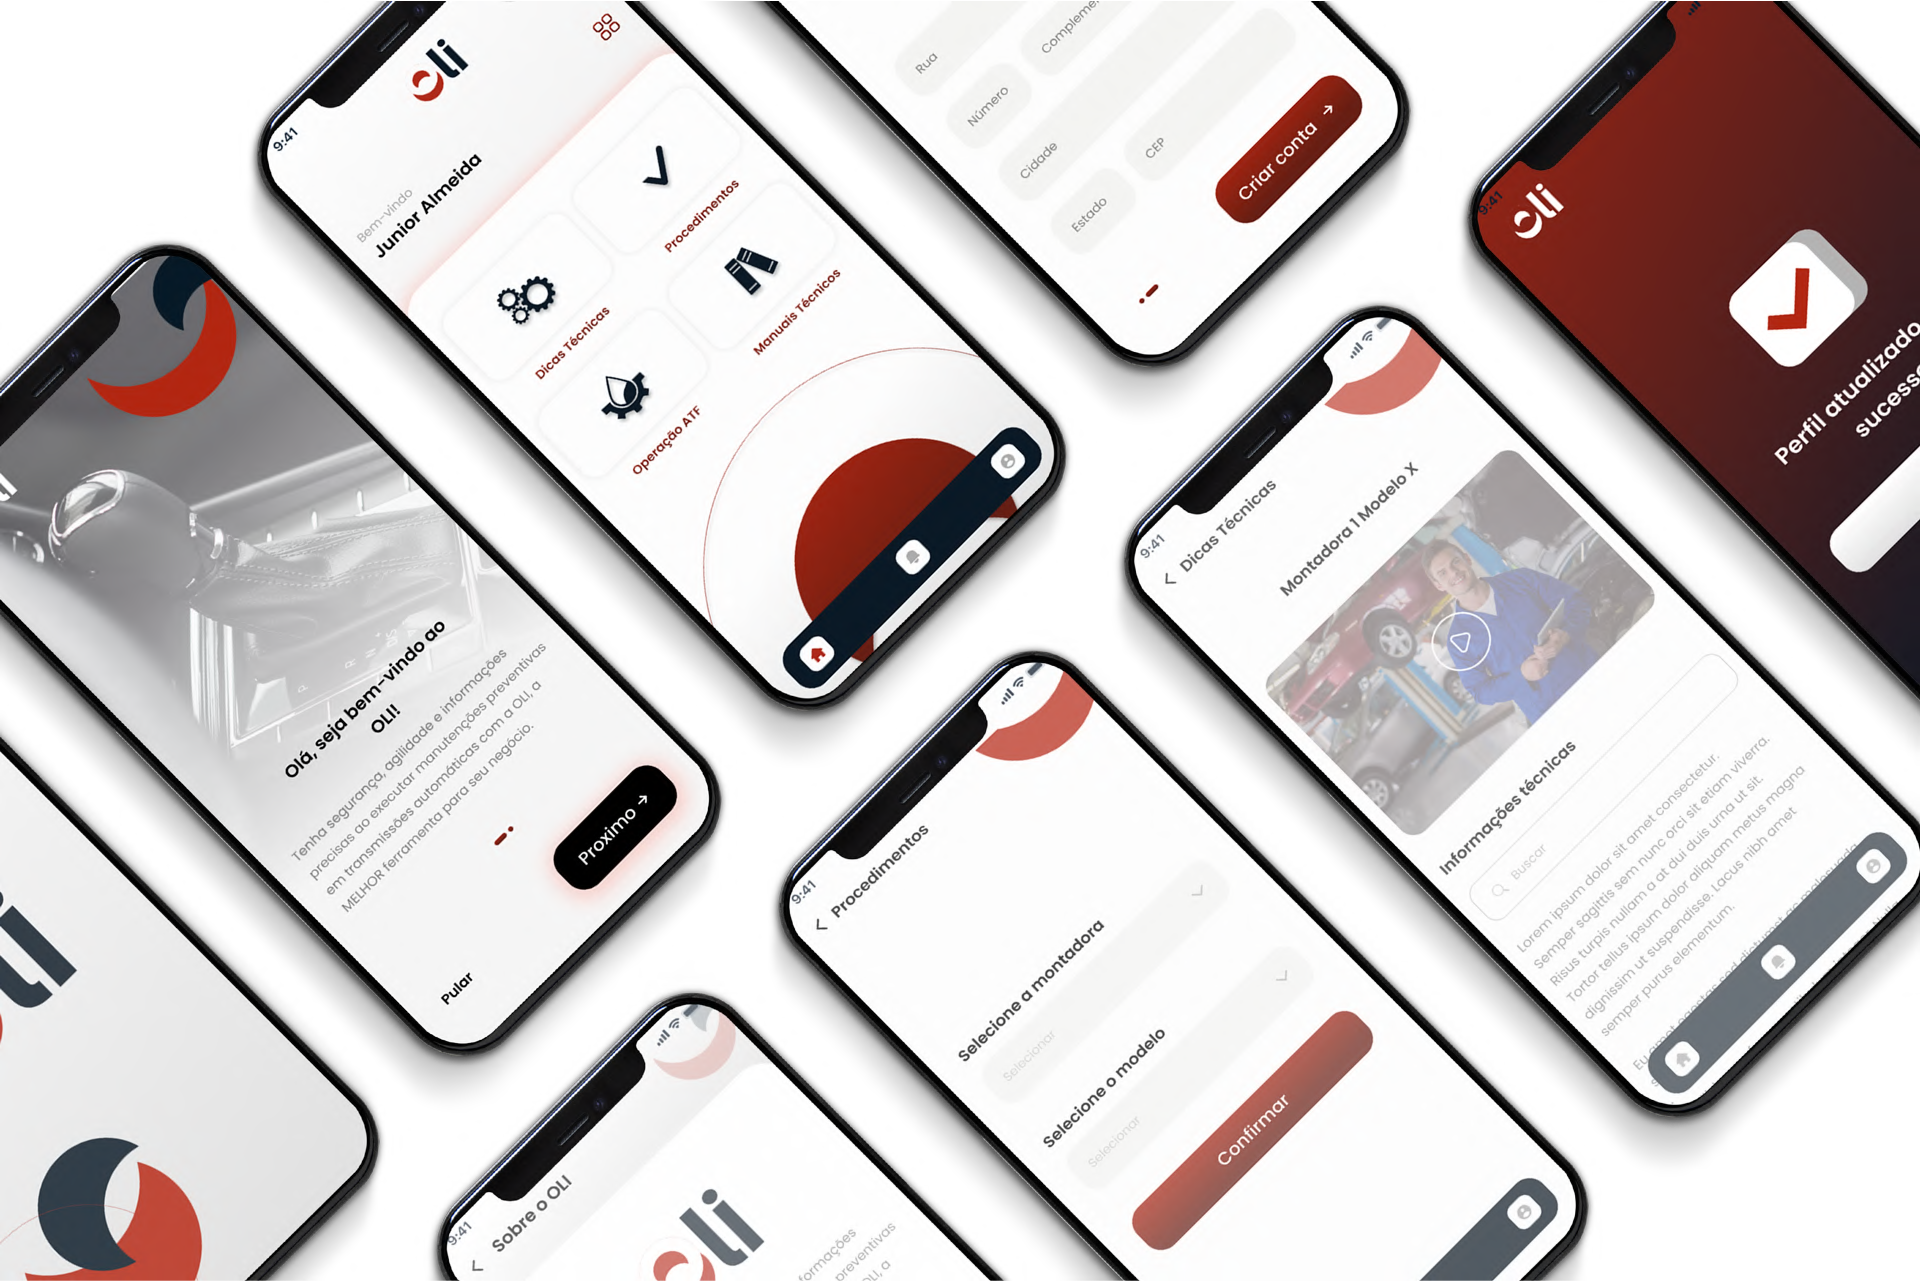 oli
9:41
Bem-vindo
Junior Almeida
Procedimentos
Dicas Técnicas
Manuais Técnicos
Operação ATF
Rua
Número
Cidade
CEP
Estado
Criar conta
oli
9:41
Perfil atualizado
Olá, seja bem-vindo ao
OLI!
Tenha segurança, agilidade e informações
precisas ao executar manutenções preventivas
em transmissões automáticas com a OLI, a
MELHOR ferramenta para seu negócio.
Proximo
Pular
9:41
Dicas Técnicas
Montadora 1 Modelo X
Informações técnicas
Buscar
Lorem ipsum dolor sit amet consectetur.
Semper sagittis sem nunc orci sit etiam viverra.
Risus turpis nullam a at dui duis urna ut sit.
Tortor tellus ipsum dolor aliquam metus magna
dignissim ut suspendisse. Lacus nibh amet
semper purus elementum.
9:41
Procedimentos
Selecione a montadora
Selecionar
Selecione o modelo
Selecionar
Confirmar
9:41
Sobre o OLI
oli